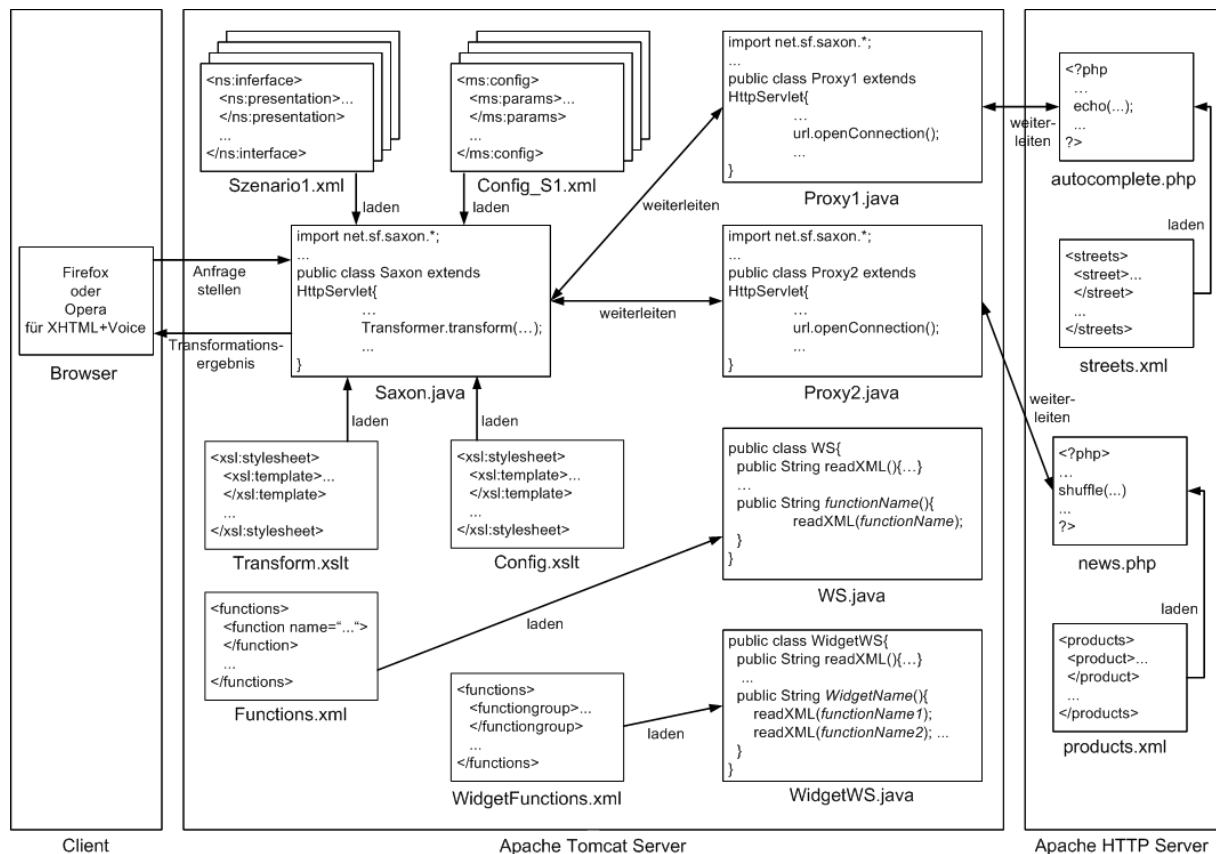 <ns:inferface>
<ns:presentation>...
</ns:presentation>
...
</ns:interface>
Szenario1.xml
laden
<ms:config>
<ms:params>...
</ms:params>
...
</ms:config>
Config_S1.xml
laden
import net.sf.saxon.*;
...
public class Proxy1 extends
HttpServlet{
...
url.openConnection();
...
}
Proxy1.java
weiterleiten
weiter-
leiten
<?php
...
echo(...);
...
?>
autocomplete.php
laden
<streets>
<street>...
</street>
...
</streets>
streets.xml
Firefox
oder
Opera
für XHTML+Voice
Browser
Anfrage
stellen
Transformations-
ergebnis
import net.sf.saxon.*;
...
public class Saxon extends
HttpServlet{
...
Transformer.transform(...);
...
}
Saxon.java
weiterleiten
import net.sf.saxon.*;
...
public class Proxy2 extends
HttpServlet{
...
url.openConnection();
...
}
Proxy2.java
weiter-
leiten
laden
laden
<xsl:stylesheet>
<xsl:template>...
</xsl:template>
...
</xsl:stylesheet>
Transform.xslt
<xsl:stylesheet>
<xsl:template>...
</xsl:template>
...
</xsl:stylesheet>
Config.xslt
public class WS{
public String readXML(){...}
...
public String functionName(){
readXML(functionName);
}
}
WS.java
<?php>
...
shuffle(...)
...
?>
news.php
laden
<functions>
<function name="...">
</function>
...
</functions>
Functions.xml
laden
<functions>
<functiongroup>...
</functiongroup>
...
</functions>
WidgetFunctions.xml
laden
public class WidgetWS{
public String readXML(){...}
...
public String WidgetName(){
readXML(functionName1);
readXML(functionName2); ...
}
}
WidgetWS.java
<products>
<product>...
</product>
...
</products>
products.xml
Client
Apache Tomcat Server
Apache HTTP Server